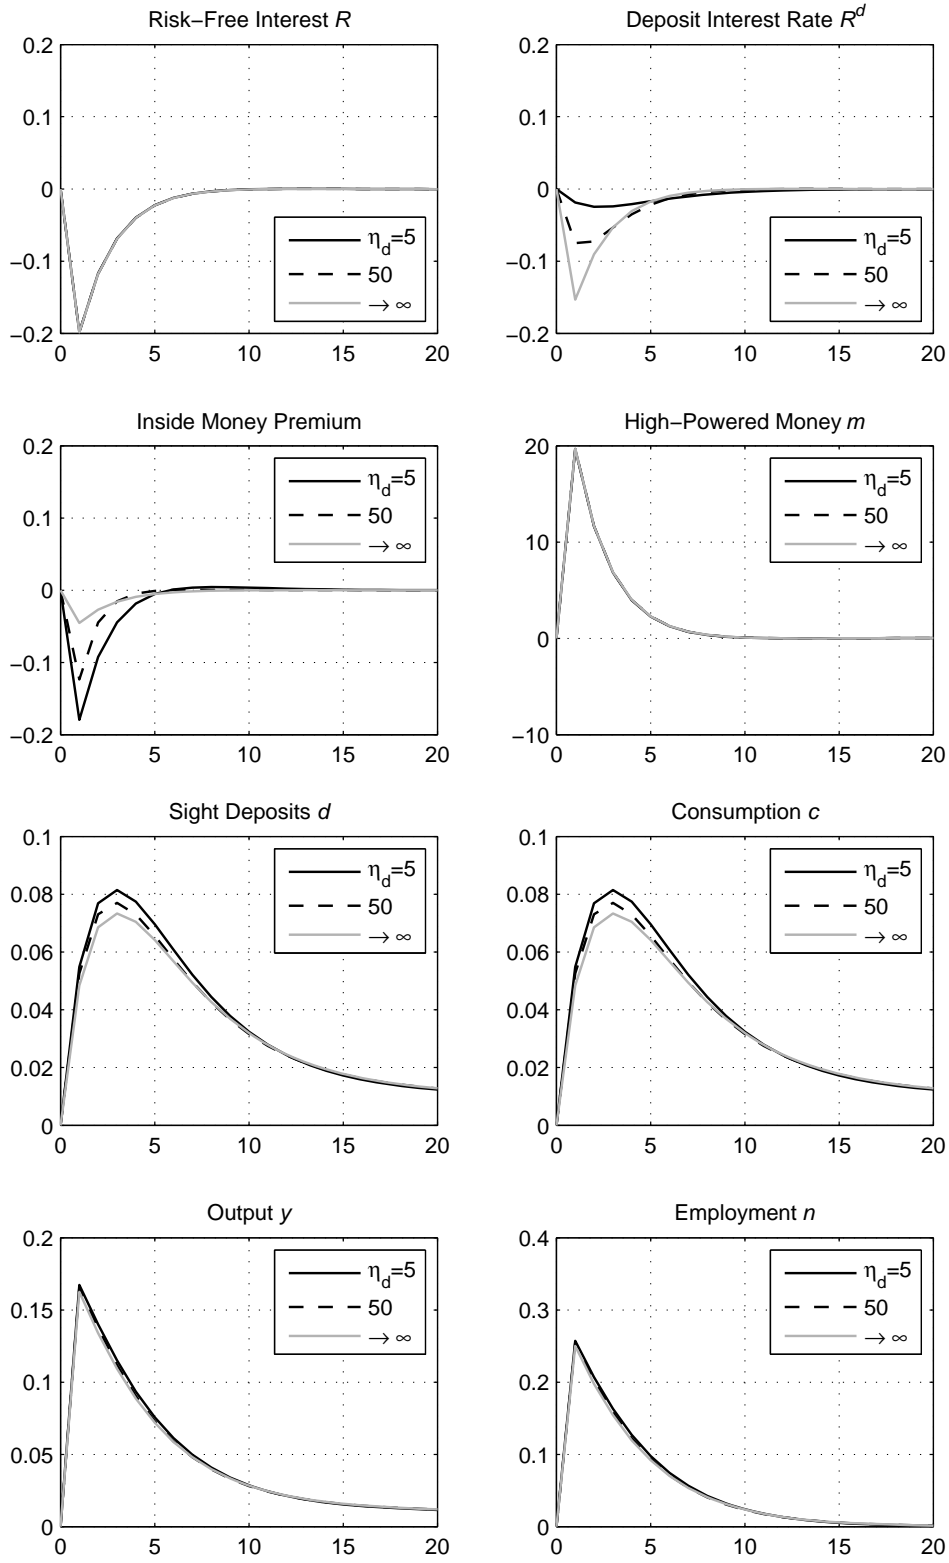 Risk−Free Interest R
0.2
0.1
0
−0.1
−0.2
0 5 10 15 20
η_d=5
50
→ ∞
Deposit Interest Rate R^d
0.2
0.1
0
−0.1
−0.2
0 5 10 15 20
η_d=5
50
→ ∞
Inside Money Premium
0.2
0.1
0
−0.1
−0.2
0 5 10 15 20
η_d=5
50
→ ∞
High−Powered Money m
20
10
0
−10
0 5 10 15 20
η_d=5
50
→ ∞
Sight Deposits d
0.1
0.08
0.06
0.04
0.02
0
0 5 10 15 20
η_d=5
50
→ ∞
Consumption c
0.1
0.08
0.06
0.04
0.02
0
0 5 10 15 20
η_d=5
50
→ ∞
Output y
0.2
0.15
0.1
0.05
0
0 5 10 15 20
η_d=5
50
→ ∞
Employment n
0.4
0.3
0.2
0.1
0
0 5 10 15 20
η_d=5
50
→ ∞